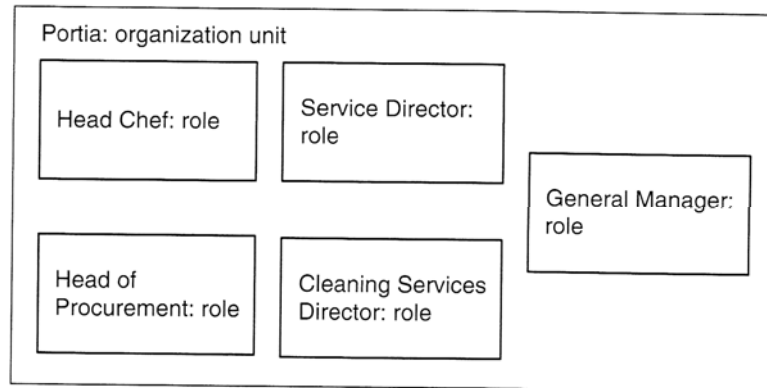 Portia: organization unit
Head Chef: role
Service Director:
role
General Manager:
role
Head of
Procurement: role
Cleaning Services
Director: role